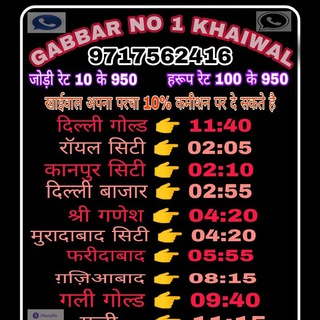 GABBAR NO 1 KHAIWAL
9717562416
जोड़ी रेट 10 के 950 हरूप रेट 100 के 950
खाईवाल अपना परचा 10% कमीशन पर दे सकते है
दिल्ली गोल्ड 👉 11:40
रॉयल सिटी 👉 02:05
कानपुर सिटी 👉 02:10
दिल्ली बाजार 👉 02:55
श्री गणेश 👉 04:20
मुरादाबाद सिटी 👉 04:20
फरीदाबाद 👉 05:55
ग़ज़िआबाद 👉 08:15
गली गोल्ड 👉 09:40